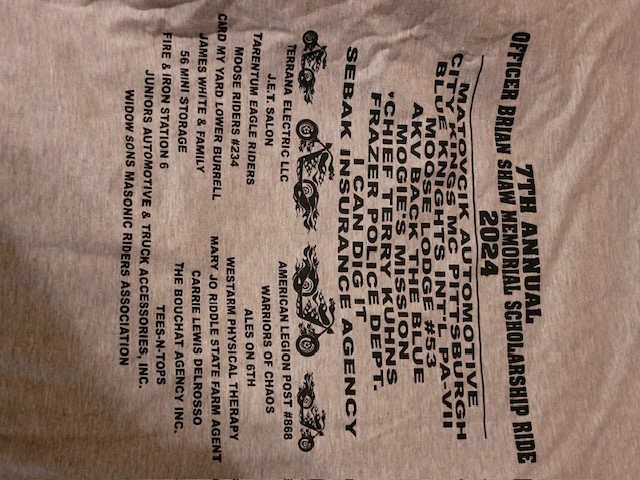 7TH ANNUAL
OFFICER BRIAN SHAW MEMORIAL SCHOLARSHIP RIDE
2024
MATOVCIK AUTOMOTIVE
CITY KINGS MC PITTSBURGH
BLUE KNIGHTS INT'L PA-VII
MOOSE LODGE #53
AKV BACK THE BLUE
MOGIE'S MISSION
*CHIEF TERRY KUHNS
FRAZER POLICE DEPT.
I CAN DIG IT
SEBAK INSURANCE AGENCY
TERRANA ELECTRIC LLC
J.E.T. SALON
TARENTUM EAGLE RIDERS
MOOSE RIDERS #234
CARD MY YARD LOWER BURRELL
JAMES WHITE & FAMILY
56 MINI STORAGE
FIRE & IRON STATION 6
AMERICAN LEGION POST #868
WARRIORS OF CHAOS
ALES ON 6TH
WESTARM PHYSICAL THERAPY
MARY JO RIDDLE STATE FARM AGENT
CARRIE LEWIS DELROSSO
THE BOUCHAT AGENCY INC.
TEES-N-TOPS
JUNIORS AUTOMOTIVE & TRUCK ACCESSORIES, INC.
WIDOW SONS MASONIC RIDERS ASSOCIATION